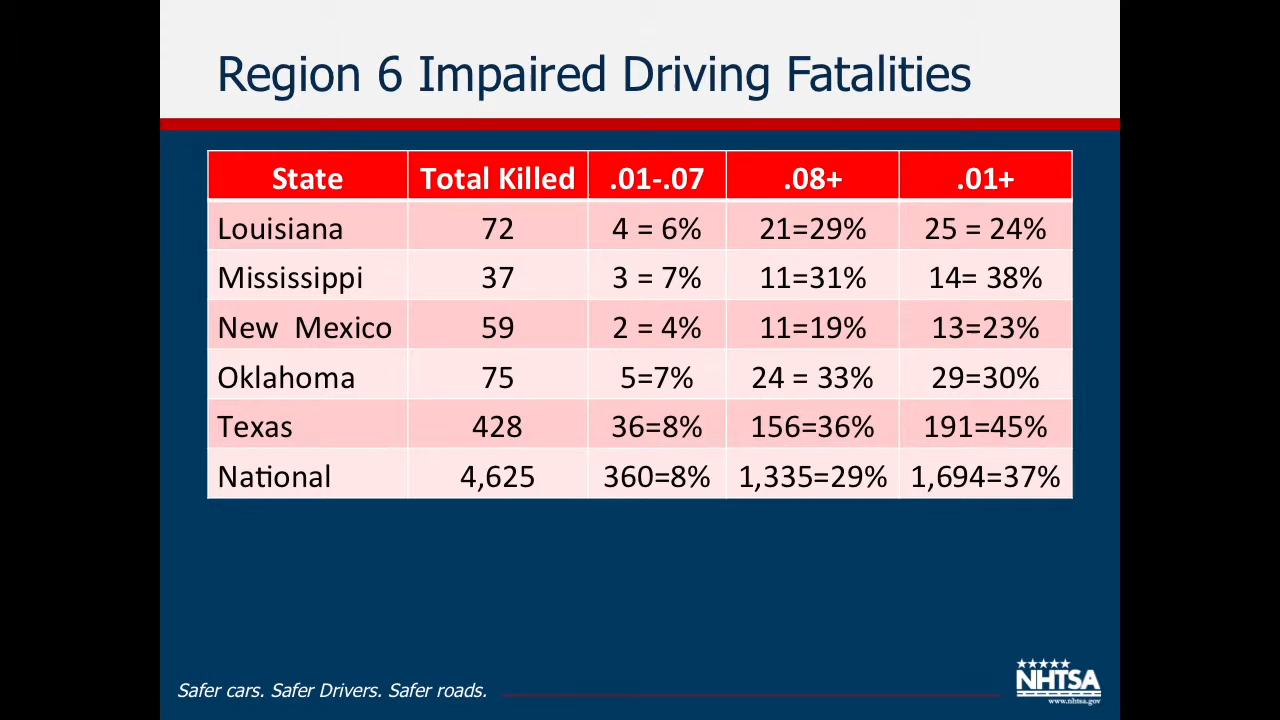 Region 6 Impaired Driving Fatalities
State Total Killed .01-.07 .08+ .01+
Louisiana 72 4 = 6% 21=29% 25 = 24%
Mississippi 37 3 = 7% 11=31% 14= 38%
New Mexico 59 2 = 4% 11=19% 13=23%
Oklahoma 75 5=7% 24 = 33% 29=30%
Texas 428 36=8% 156=36% 191=45%
National 4,625 360=8% 1,335=29% 1,694=37%
Safer cars. Safer Drivers. Safer roads.
NHTSA
www.nhtsa.gov